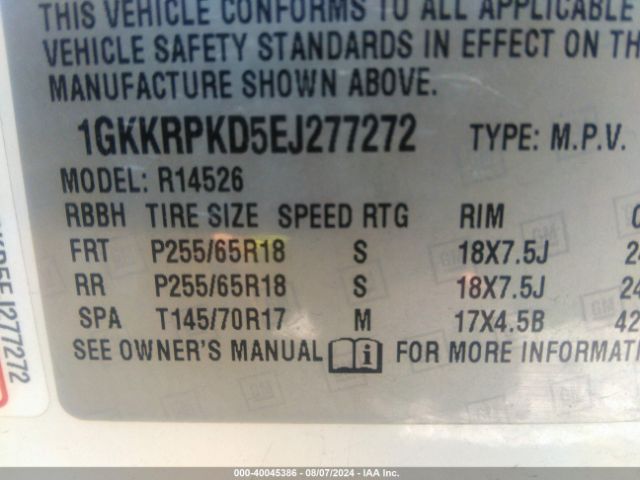 THIS VEHICLE CONFORMS TO ALL APPLICABLE
VEHICLE SAFETY STANDARDS IN EFFECT ON
MANUFACTURE SHOWN ABOVE.
1GKKRPKD5EJ277272 TYPE: M.P.V.
MODEL: R14526
RBBH TIRE SIZE SPEED RTG RIM
FRT P255/65R18 S 18X7.5J
RR P255/65R18 S 18X7.5J
SPA T145/70R17 M 17X4.5B
SEE OWNER'S MANUAL FOR MORE
000-40045386 - 08/07/2024 - IAA Inc.